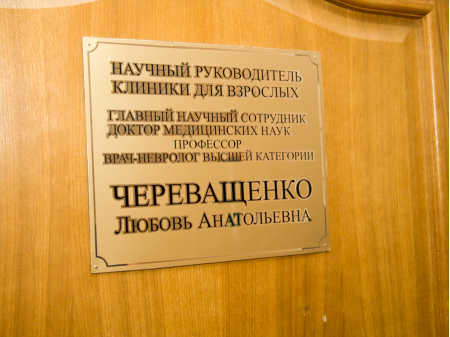 НАУЧНЫЙ РУКОВОДИТЕЛЬ
КЛИНИКИ ДЛЯ ВЗРОСЛЫХ
ГЛАВНЫЙ НАУЧНЫЙ СОТРУДНИК
ДОКТОР МЕДИЦИНСКИХ НАУК
ПРОФЕССОР
ВРАЧ-НЕВРОЛОГ ВЫСШЕЙ КАТЕГОРИИ
ЧЕРЕВАЩЕНКО
ЛЮБОВЬ АНАТОЛЬЕВНА